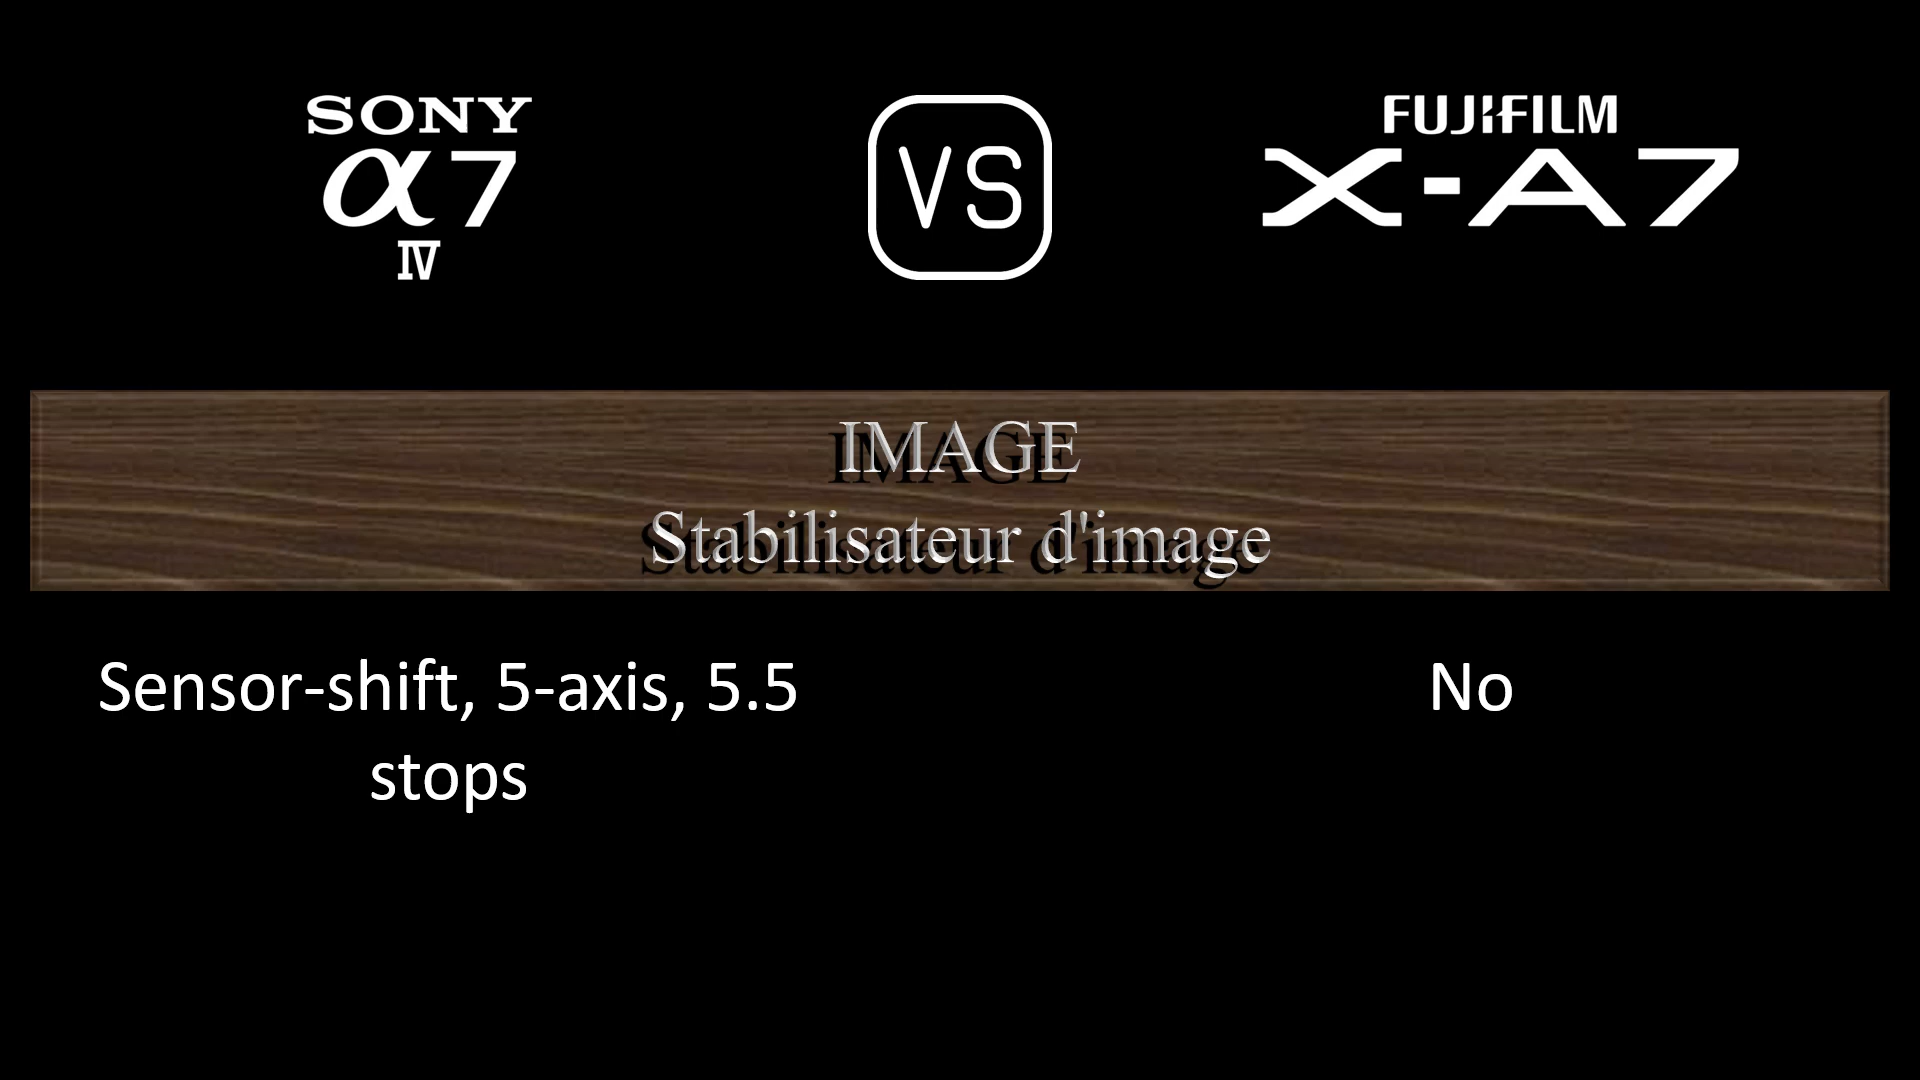 SONY
α7
IV
VS
FUJIFILM
X-A7
IMAGE
Stabilisateur d'image
Sensor-shift, 5-axis, 5.5
stops
No